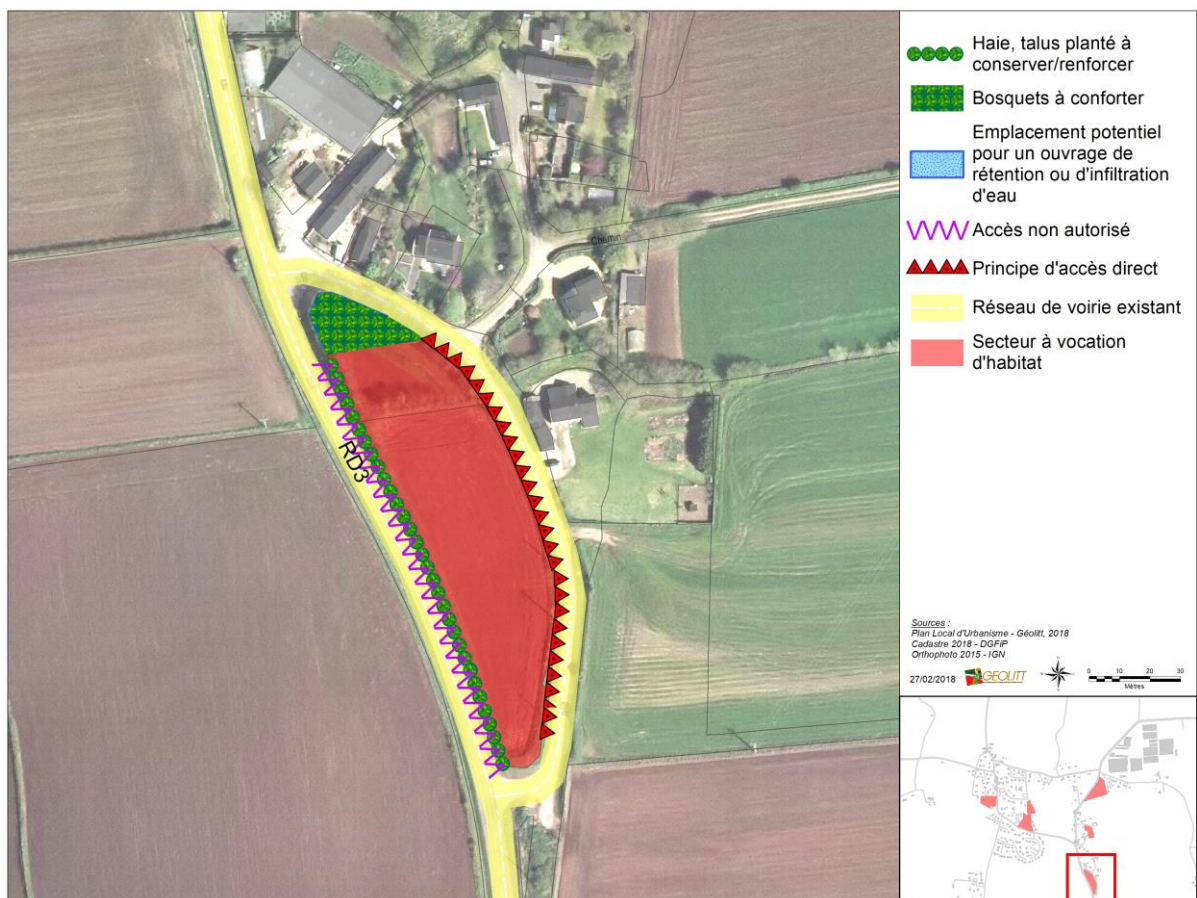 Haie, talus planté à
conserver/renforcer
Bosquets à conforter
Emplacement potentiel
pour un ouvrage de
rétention ou d'infiltration
d'eau
Accès non autorisé
Principe d'accès direct
Réseau de voirie existant
Secteur à vocation
d'habitat
RD3
Sources :
Plan Local d'Urbanisme - Géolitt, 2018
Cadastre 2018 - DGFiP
Orthophoto 2015 - IGN
27/02/2018
GEOLITT
0 10 20 30
Mètres